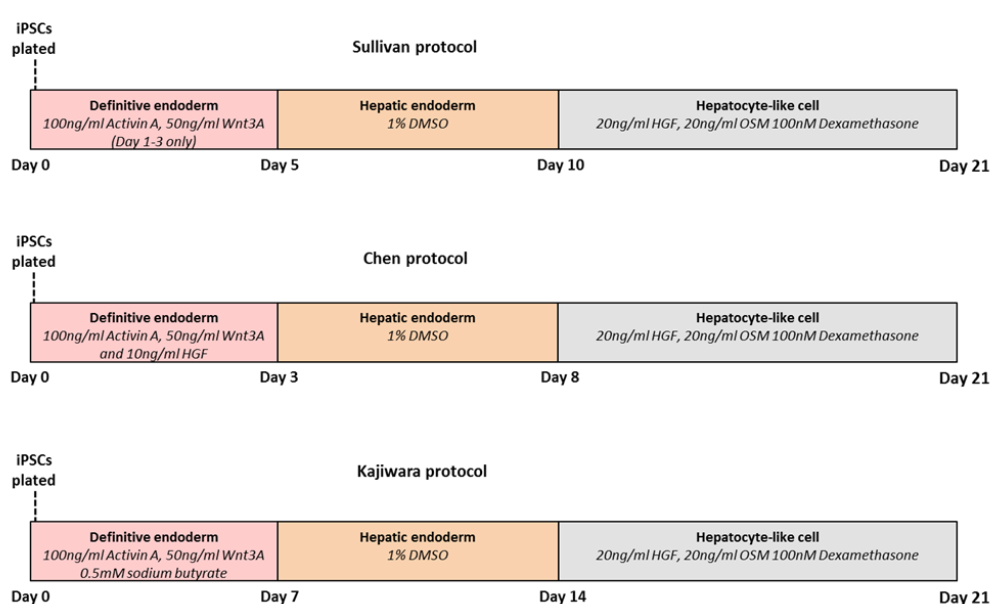 iPSCs
plated
Sullivan protocol
Definitive endoderm
100ng/ml Activin A, 50ng/ml Wnt3A
(Day 1-3 only)
Hepatic endoderm
1% DMSO
Hepatocyte-like cell
20ng/ml HGF, 20ng/ml OSM 100nM Dexamethasone
Day 0
Day 5
Day 10
Day 21
iPSCs
plated
Chen protocol
Definitive endoderm
100ng/ml Activin A, 50ng/ml Wnt3A
and 10ng/ml HGF
Hepatic endoderm
1% DMSO
Hepatocyte-like cell
20ng/ml HGF, 20ng/ml OSM 100nM Dexamethasone
Day 0
Day 3
Day 8
Day 21
iPSCs
plated
Kajiwara protocol
Definitive endoderm
100ng/ml Activin A, 50ng/ml Wnt3A
0.5mM sodium butyrate
Hepatic endoderm
1% DMSO
Hepatocyte-like cell
20ng/ml HGF, 20ng/ml OSM 100nM Dexamethasone
Day 0
Day 7
Day 14
Day 21